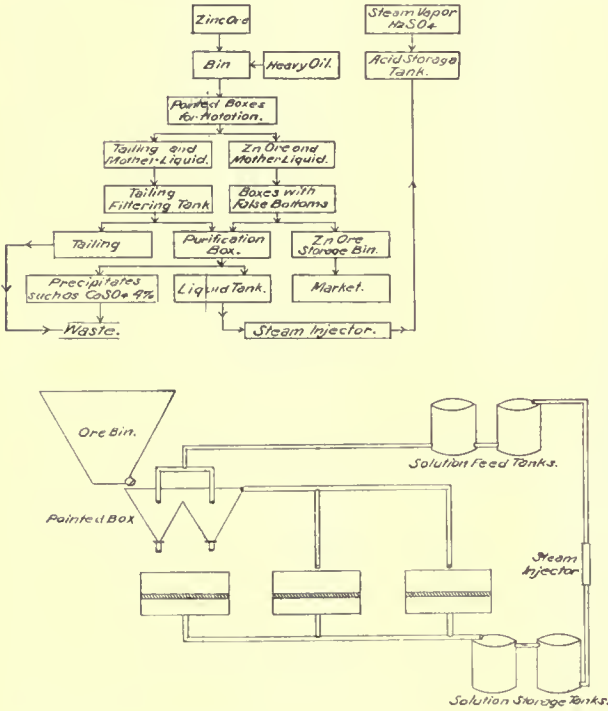 Zinc Ore
Steam Vapor
H2SO4
Bin
Heavy Oil.
Acid Storage
Tank.
Pointed Boxes
for Flotation.
Tailing and
Mother-Liquid.
Zn Ore and
Mother-Liquid.
Tailing
Filtering Tank
Boxes with
False Bottoms
Tailing
Purification
Box.
Zn Ore
Storage Bin.
Precipitates
such as CaSO4 4%
Liquid Tank.
Market.
Waste.
Steam Injector.
Ore Bin.
Solution Feed Tanks.
Pointed Box
Steam
Injector
Solution Storage Tanks.